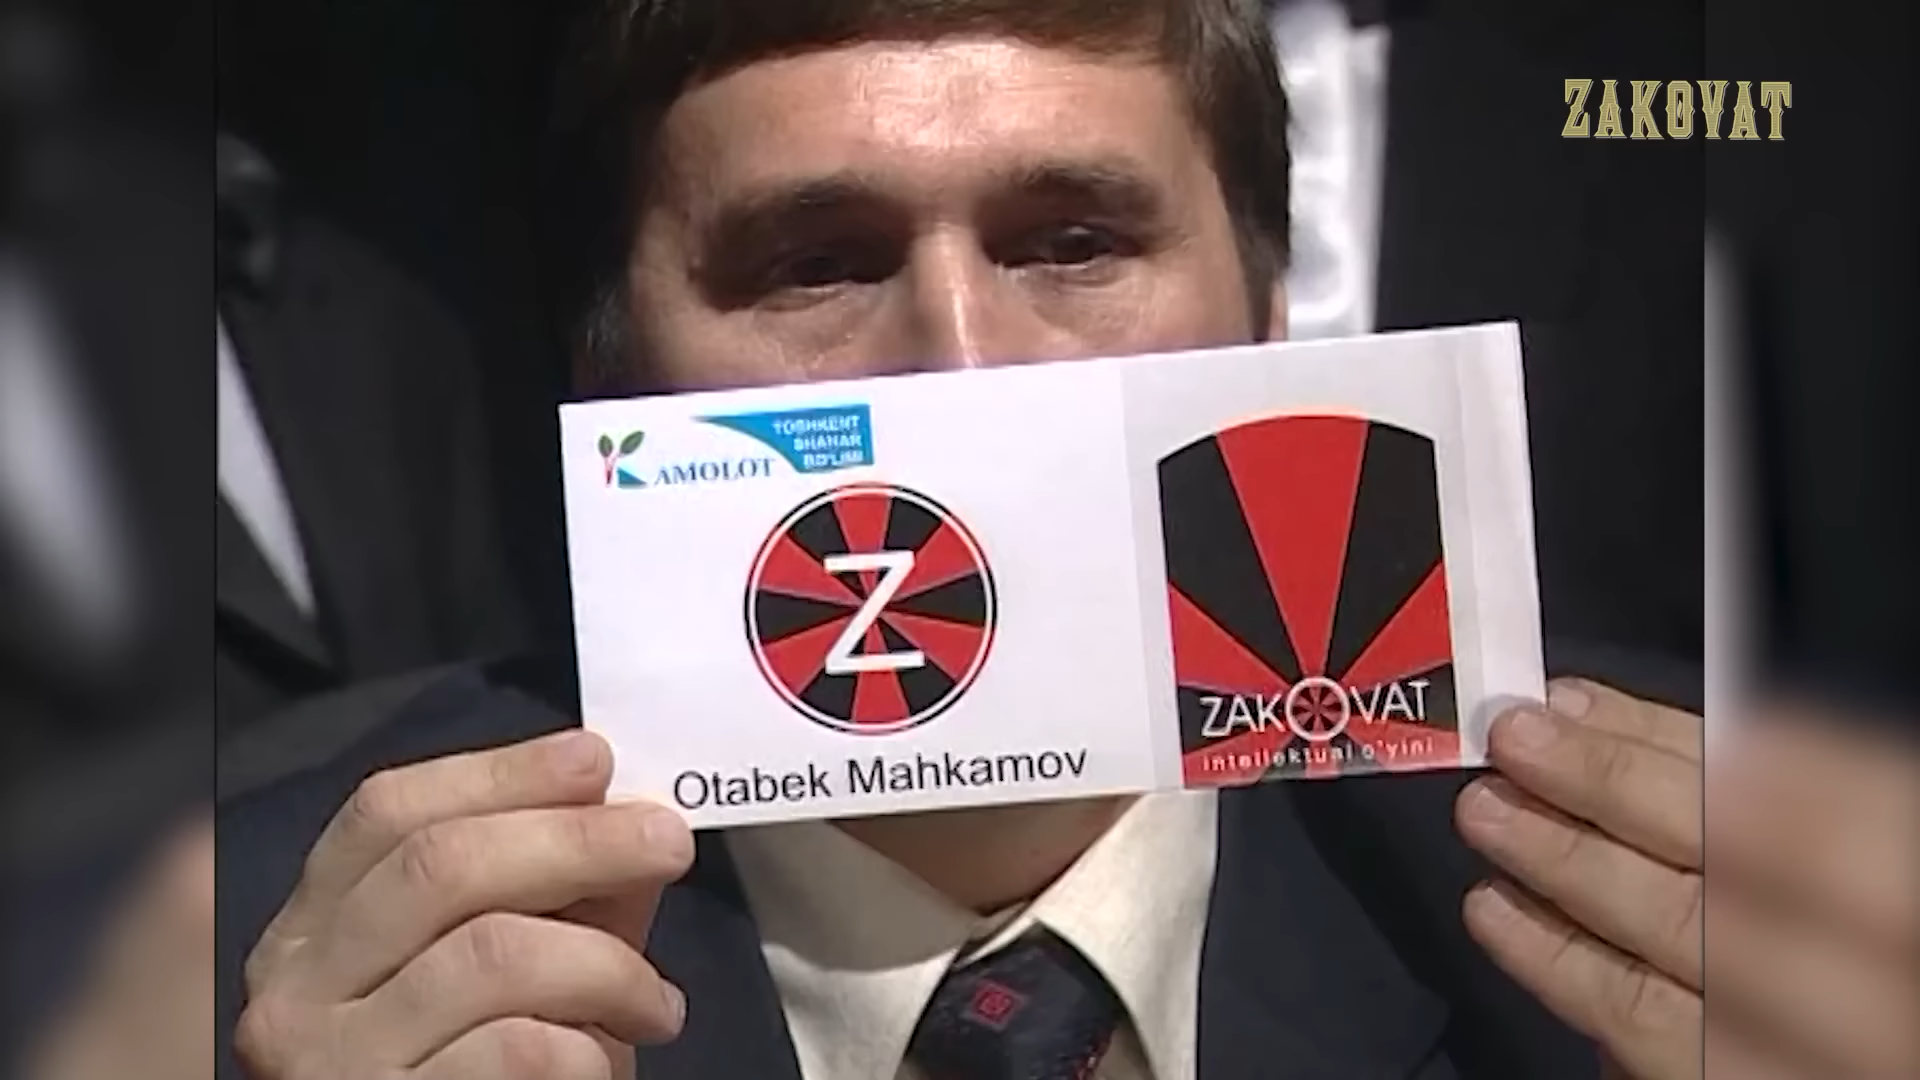 ZAKOVAT
TOSHKENT
SHAHAR
BO'LIMI
KAMOLOT
Z
ZAKOVAT
intellektual o'yini
Otabek Mahkamov